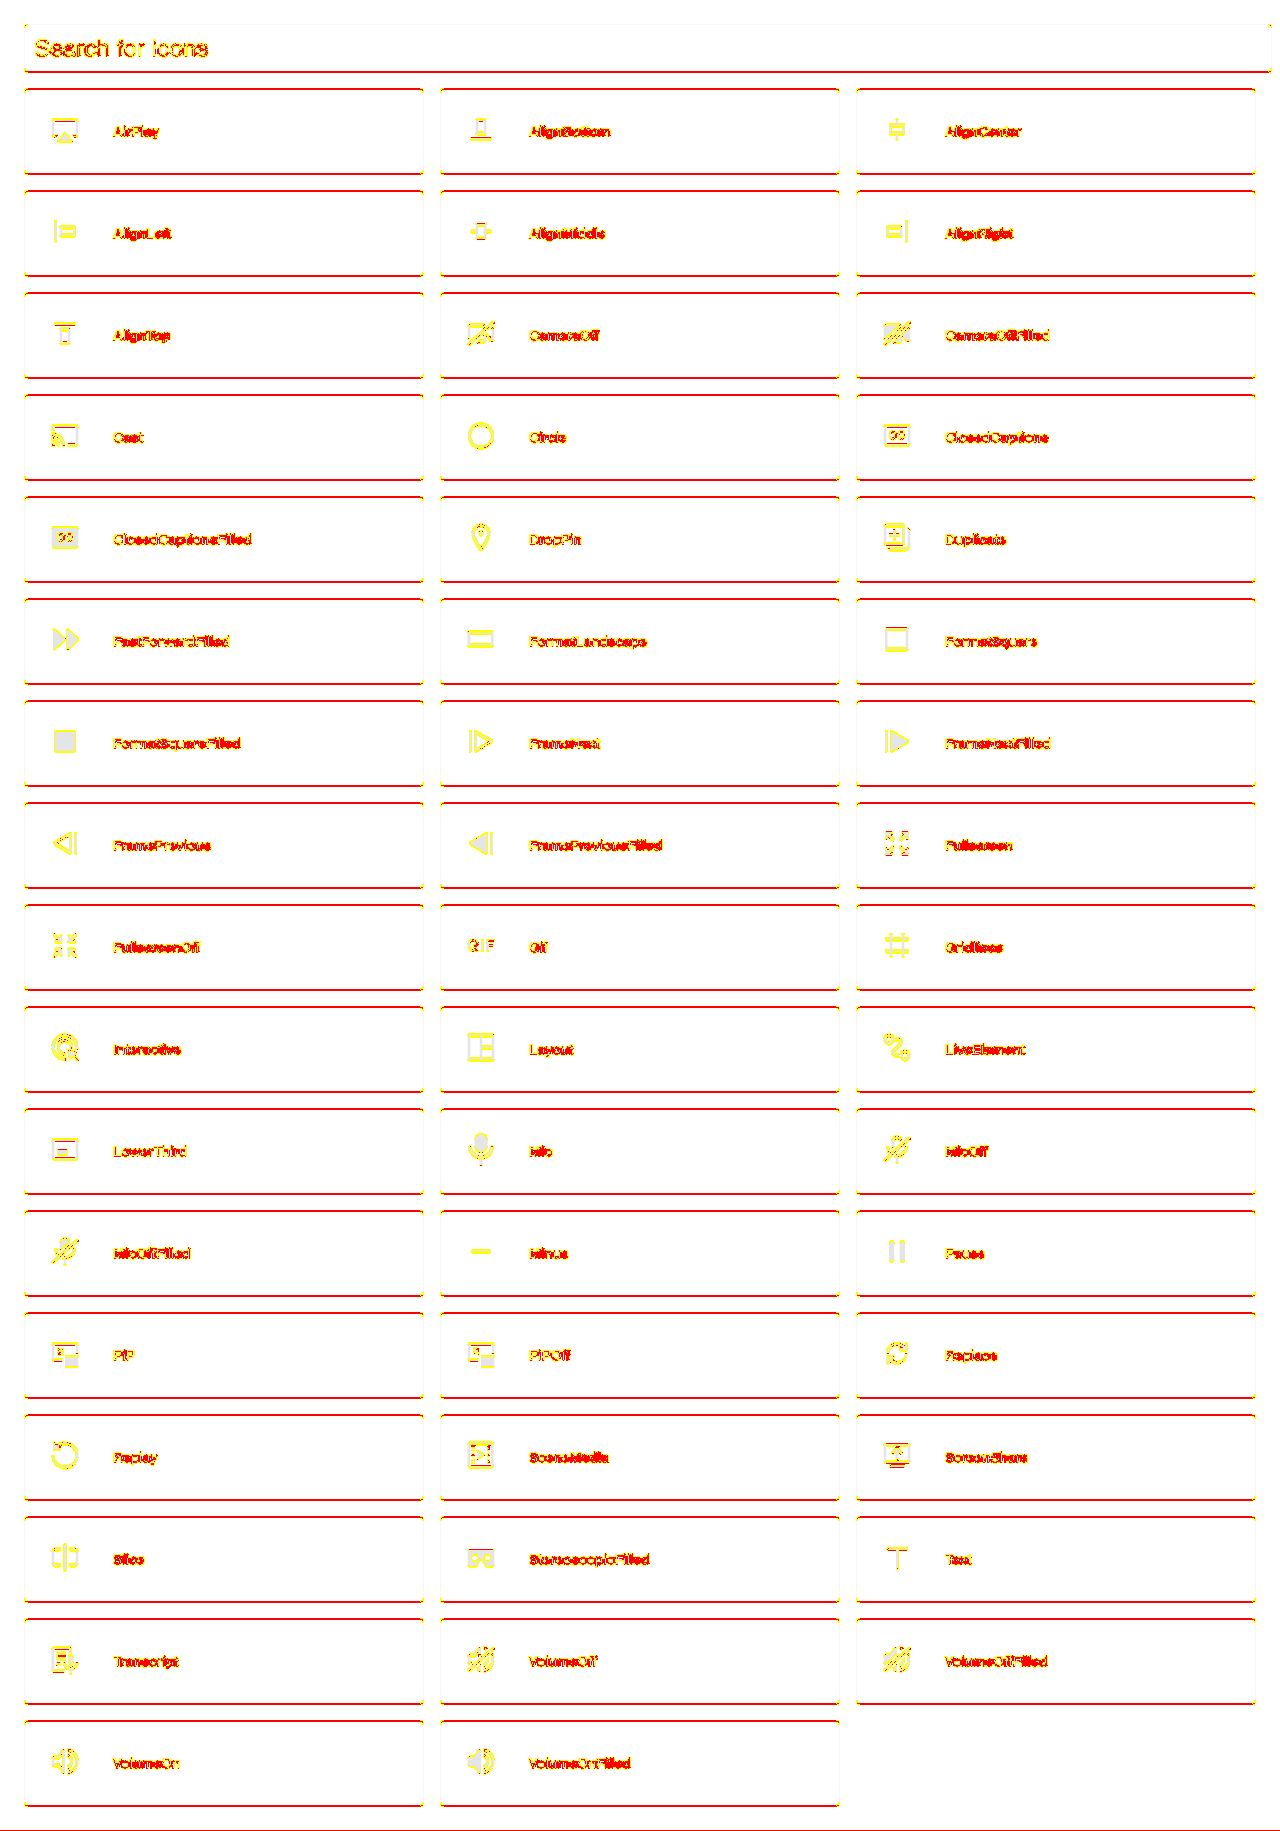 Search for icons
AirPlay AlignBottom AlignCenter
AlignLeft AlignMiddle AlignRight
AlignTop CameraOff CameraOffFilled
Cast Circle ClosedCaptions
ClosedCaptionsFilled DropPin Duplicate
FastForwardFilled FormatLandscape FormatSquare
FormatSquareFilled FrameNext FrameNextFilled
FramePrevious FramePreviousFilled Fullscreen
FullscreenOff GIF Gif GridLines
Interactive Layout LiveElement
LowerThird Mic MicOff
MicOffFilled Minus Pause
PiP PiPOff Replace
Replay SceneMedia ScreenShare
Slice StereoscopicFilled Text
Transcript VolumeOff VolumeOffFilled
VolumeOn VolumeOnFilled